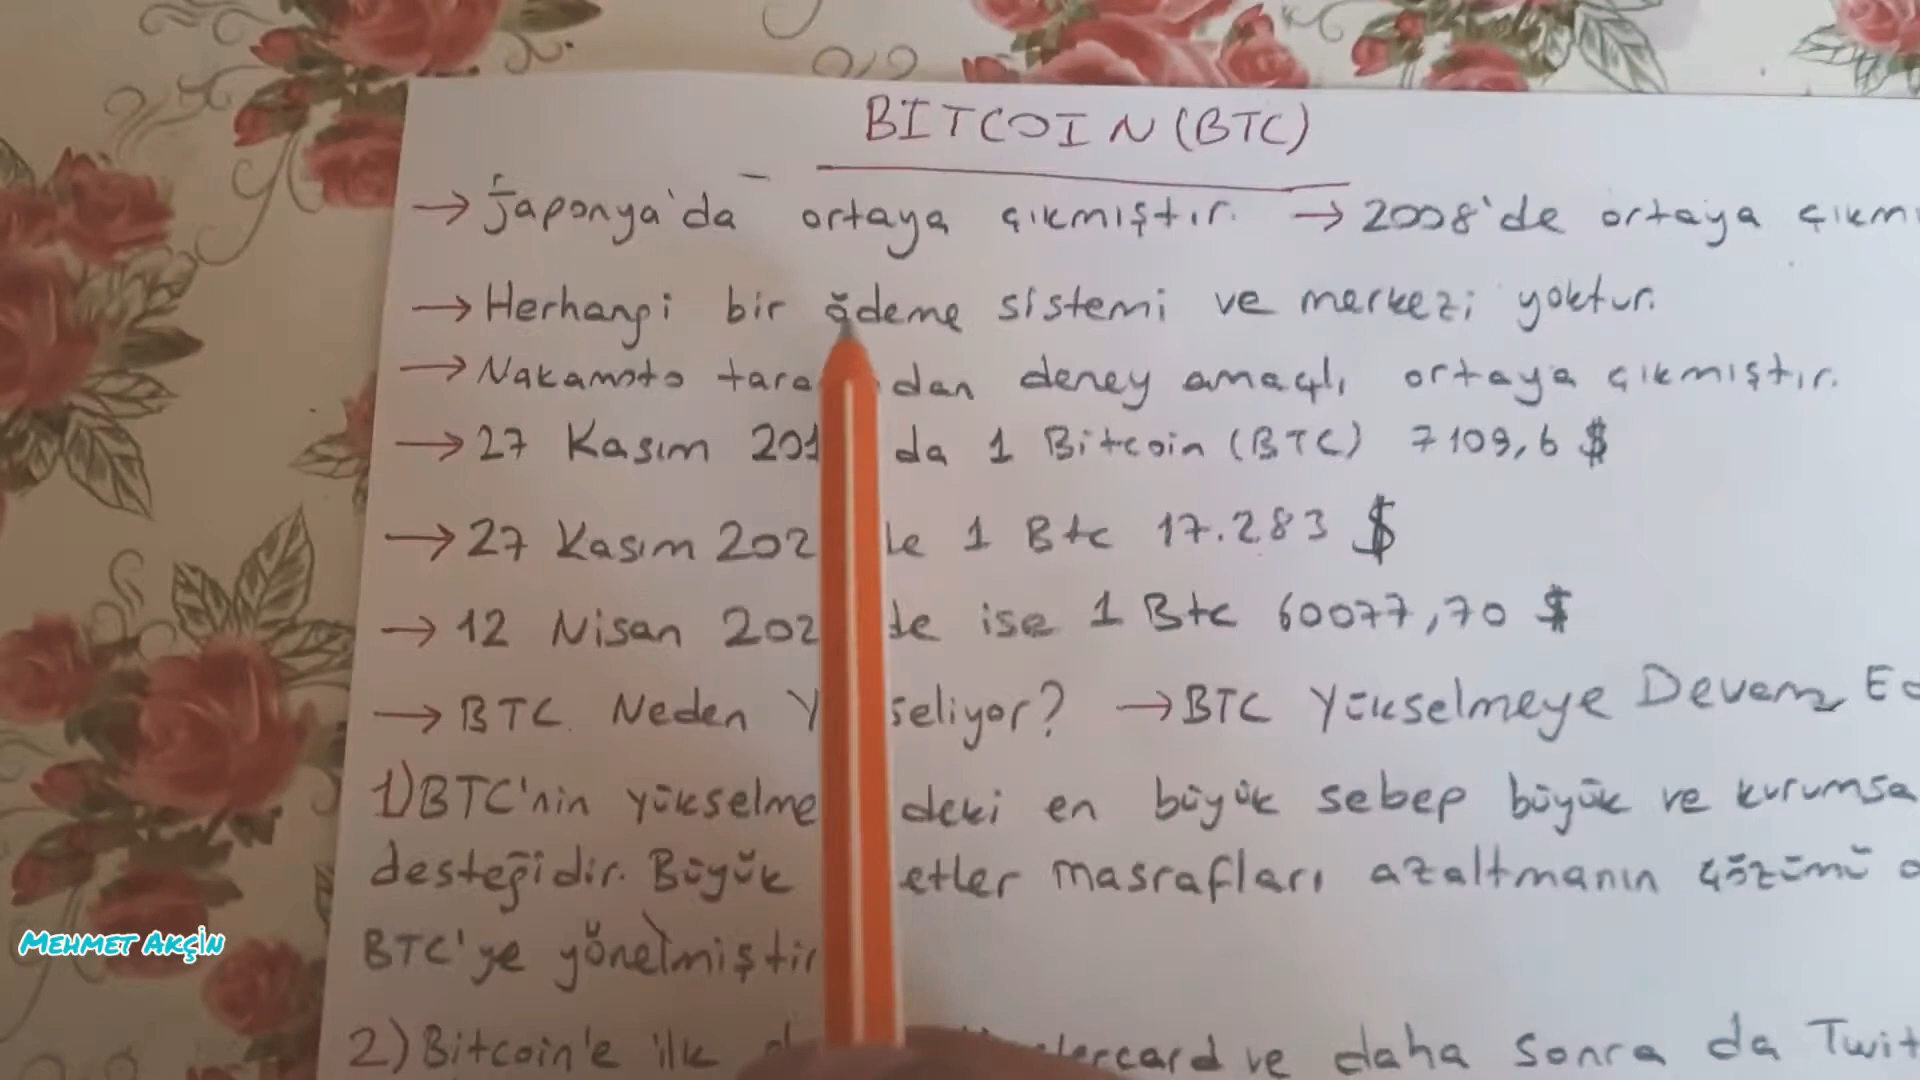 BITCOIN (BTC)
→ Japonya'da ortaya çıkmıştır. → 2008'de ortaya çıkmı
→ Herhangi bir ödeme sistemi ve merkezi yoktur.
→ Nakamoto dan deney amaçlı ortaya çıkmıştır.
→ 27 Kasım da 1 Bitcoin (BTC) 7109,6 $
→ 27 Kasım 1 Btc 17.283 $
→ 12 Nisan ise 1 Btc 60077,70 $
→ BTC Neden seliyor? → BTC Yükselmeye Devam
1) BTC'nin yükselme deki en büyük sebep büyük ve kurumsa
desteğidir. Büyük etler masrafları azaltmanın çözümü
BTC'ye yönelmiştir
MEHMET AKÇİN
2) Bitcoin'e ilk ve daha sonra da Twit